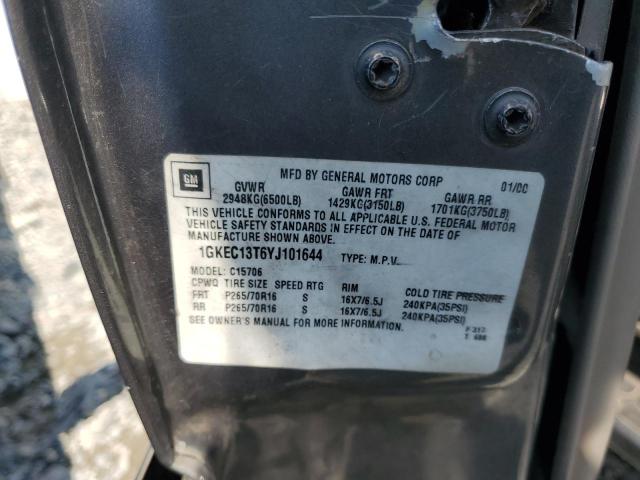 GM
MFD BY GENERAL MOTORS CORP 01/00
GVWR GAWR FRT GAWR RR
2948KG(6500LB) 1429KG(3150LB) 1701KG(3750LB)
THIS VEHICLE CONFORMS TO ALL APPLICABLE U.S. FEDERAL MOTOR
VEHICLE SAFETY STANDARDS IN EFFECT ON THE DATE OF
MANUFACTURE SHOWN ABOVE.
1GKEC13T6YJ101644 TYPE: M.P.V.
MODEL: C15706
CPWQ TIRE SIZE SPEED RTG RIM COLD TIRE PRESSURE
FRT P265/70R16 S 16X7/6.5J 240KPA(35PSI)
RR P265/70R16 S 16X7/6.5J 240KPA(35PSI)
SEE OWNER'S MANUAL FOR MORE INFORMATION.